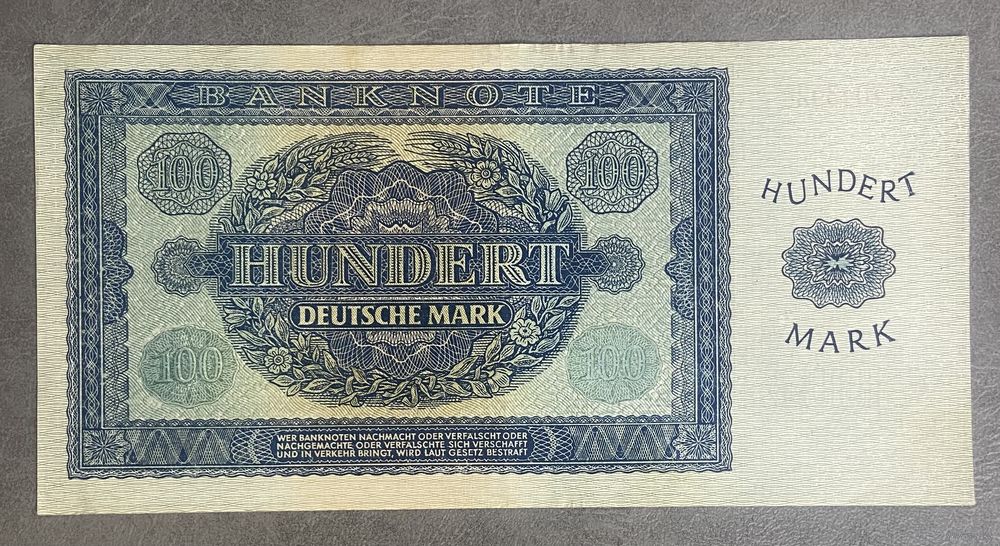 BANKNOTE
100 100
HUNDERT
DEUTSCHE MARK
100 100
WER BANKNOTEN NACHMACHT ODER VERFÄLSCHT ODER
NACHGEMACHTE ODER VERFÄLSCHTE SICH VERSCHAFFT
UND IN VERKEHR BRINGT, WIRD LAUT GESETZ BESTRAFT
HUNDERT
MARK